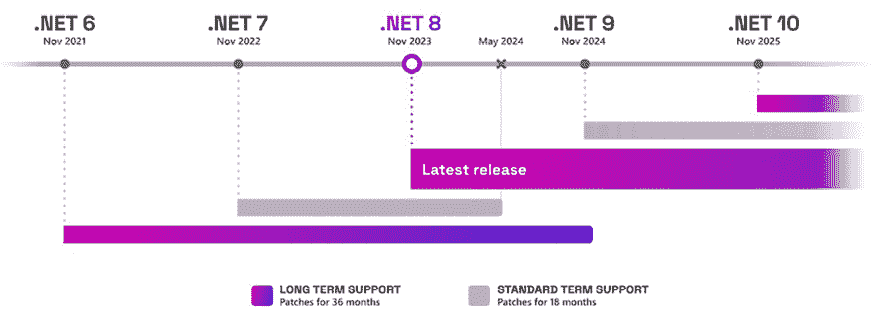 .NET 6
Nov 2021
.NET 7
Nov 2022
.NET 8
Nov 2023
May 2024
.NET 9
Nov 2024
.NET 10
Nov 2025
Latest release
LONG TERM SUPPORT
Patches for 36 months
STANDARD TERM SUPPORT
Patches for 18 months